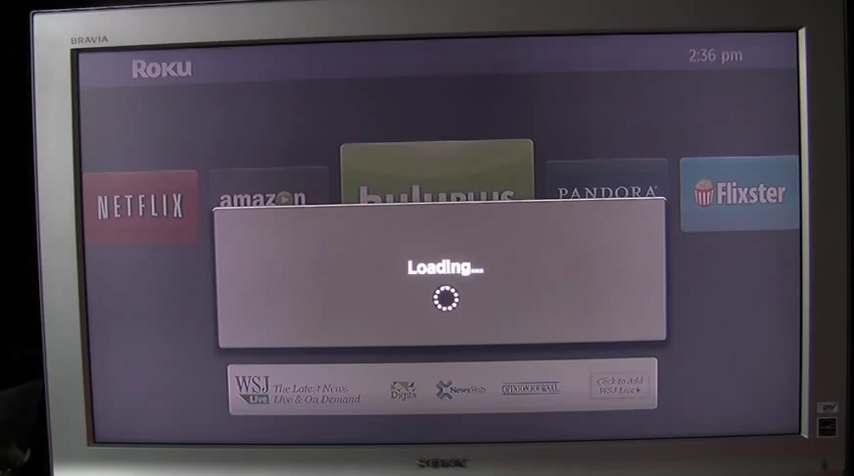 BRAVIA
ROKU
2:36 pm
NETFLIX
amazon
huluplus
PANDORA
Flixster
Loading...
WSJ
Live
The Latest News
Live & On Demand
Digits
NewsHub
OPINION JOURNAL
Click to Add
WSJ Live
SONY